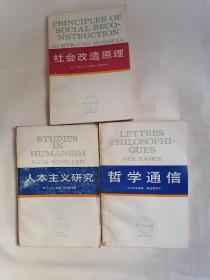 PRINCIPLES OF
SOCIAL RECO-
NSTRUCTION
BERTRAND RUSSELL
社会改造原理
STUDIES
IN
HUMANISM
F.C.S SCHILLER
人本主义研究
LETTRES
PHILOSOPHI-
QUES
VOLTAIRE
哲学通信